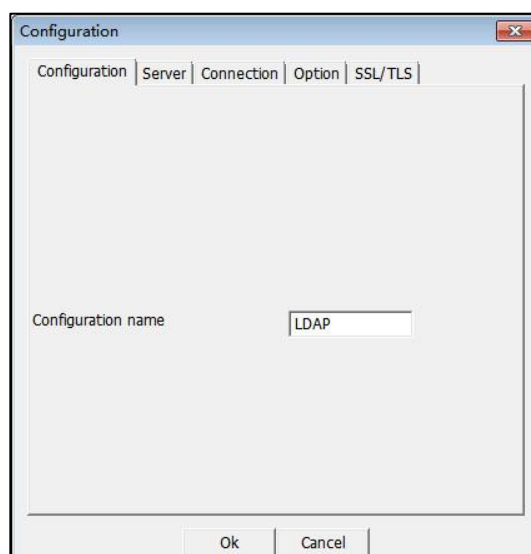 Configuration
Configuration Server Connection Option SSL/TLS
Configuration name LDAP
Ok Cancel